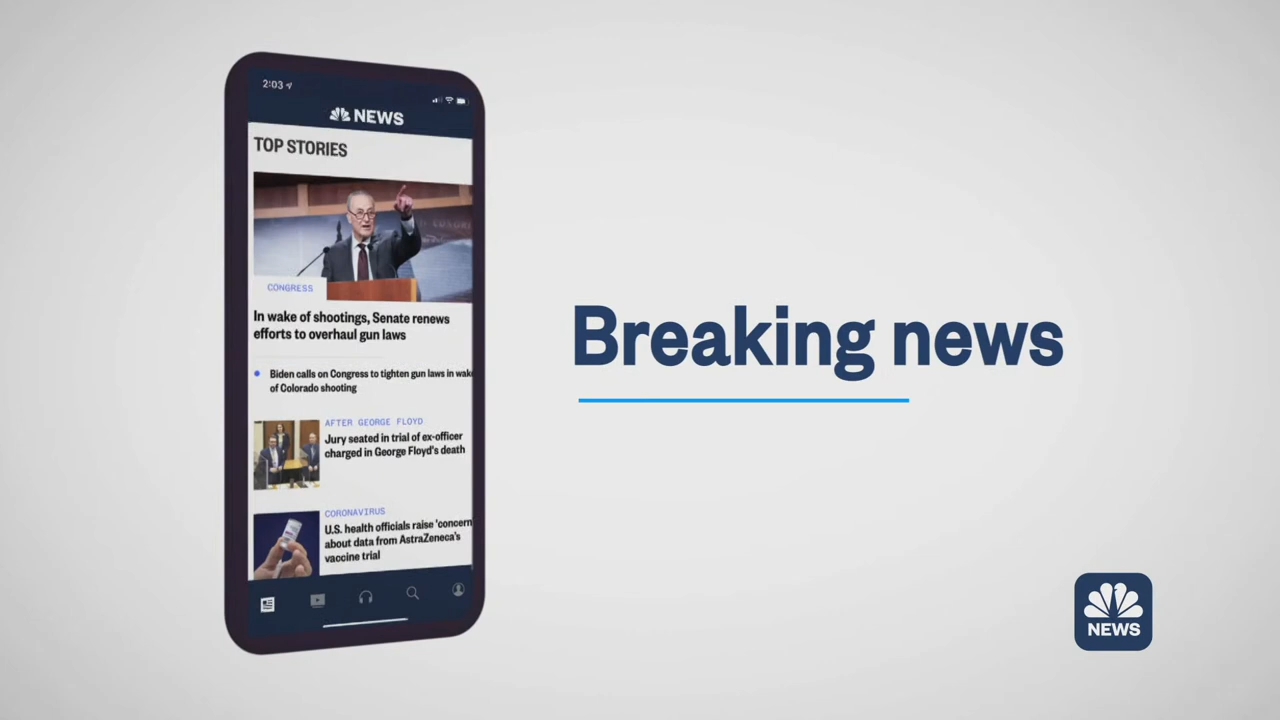 2:03
NEWS
TOP STORIES
CONGRESS
In wake of shootings, Senate renews
efforts to overhaul gun laws
Biden calls on Congress to tighten gun laws in wake
of Colorado shooting
AFTER GEORGE FLOYD
Jury seated in trial of ex-officer
charged in George Floyd's death
CORONAVIRUS
U.S. health officials raise 'concern
about data from AstraZeneca's
vaccine trial
Breaking news
NEWS